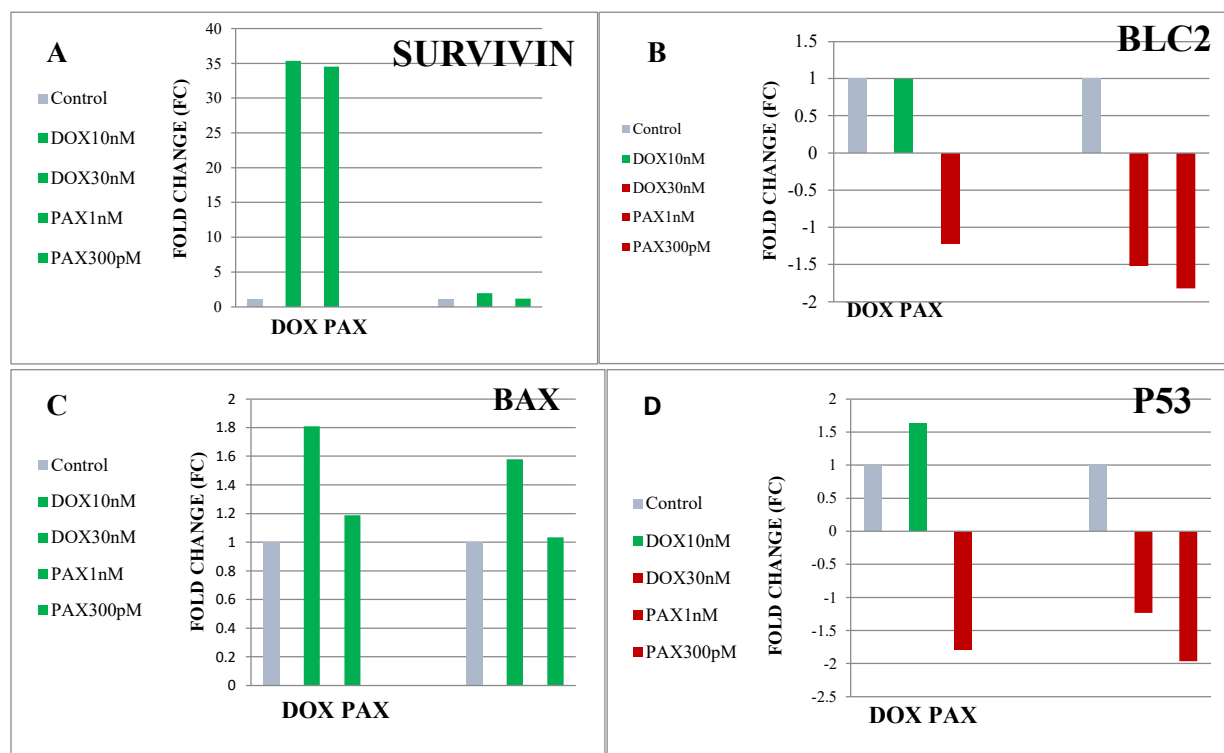 A
SURVIVIN
Control
DOX10nM
DOX30nM
PAX1nM
PAX300pM
FOLD CHANGE (FC)
40
35
30
25
20
15
10
5
0
DOX PAX
B
BLC2
Control
DOX10nM
DOX30nM
PAX1nM
PAX300pM
FOLD CHANGE (FC)
1.5
1
0.5
0
-0.5
-1
-1.5
-2
DOX PAX
C
BAX
Control
DOX10nM
DOX30nM
PAX1nM
PAX300pM
FOLD CHANGE (FC)
2
1.8
1.6
1.4
1.2
1
0.8
0.6
0.4
0.2
0
DOX PAX
D
P53
Control
DOX10nM
DOX30nM
PAX1nM
PAX300pM
FOLD CHANGE (FC)
2
1.5
1
0.5
0
-0.5
-1
-1.5
-2
-2.5
DOX PAX